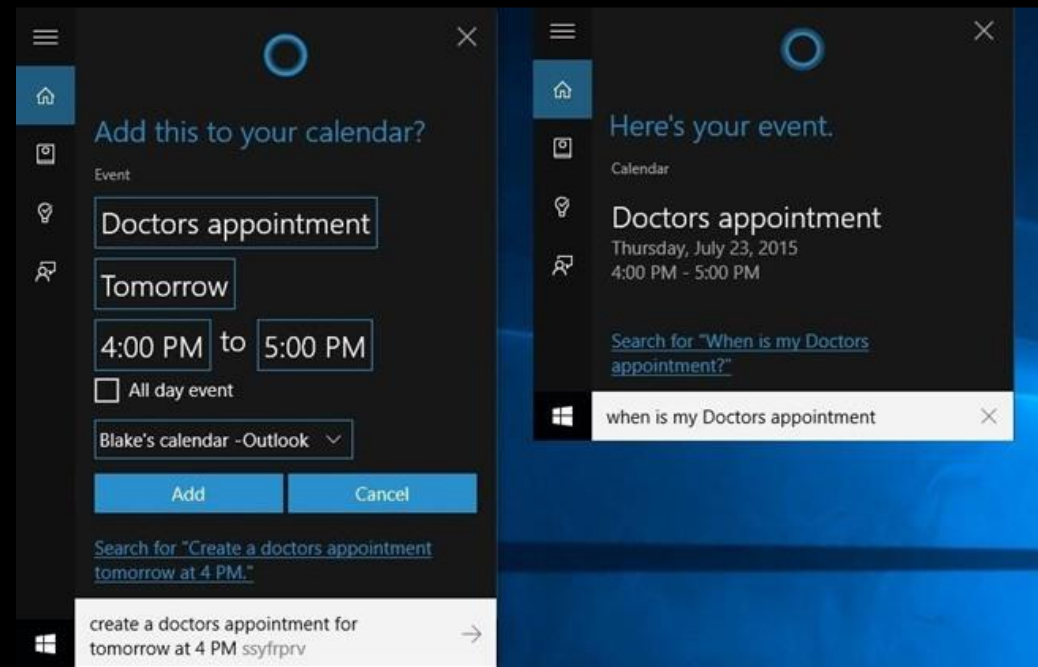 Add this to your calendar?
Event
Doctors appointment
Tomorrow
4:00 PM to 5:00 PM
All day event
Blake's calendar -Outlook
Add Cancel
Search for "Create a doctors appointment
tomorrow at 4 PM."
create a doctors appointment for
tomorrow at 4 PM ssyfrprv
Here's your event.
Calendar
Doctors appointment
Thursday, July 23, 2015
4:00 PM - 5:00 PM
Search for "When is my Doctors
appointment?"
when is my Doctors appointment